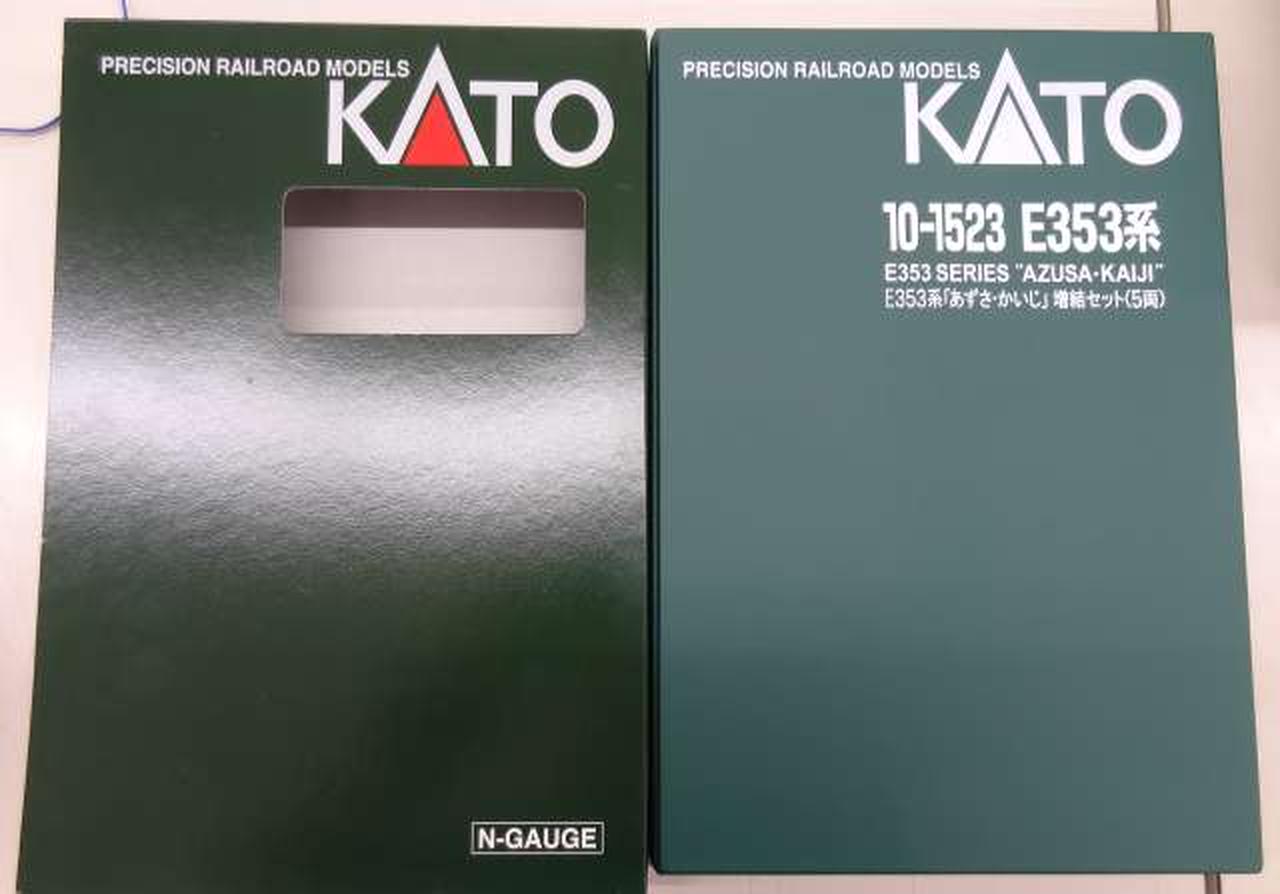 PRECISION RAILROAD MODELS
KATO
N-GAUGE
PRECISION RAILROAD MODELS
KATO
10-1523 E353系
E353 SERIES "AZUSA・KAIJI"
E353系「あずさ・かいじ」増結セット(5両)